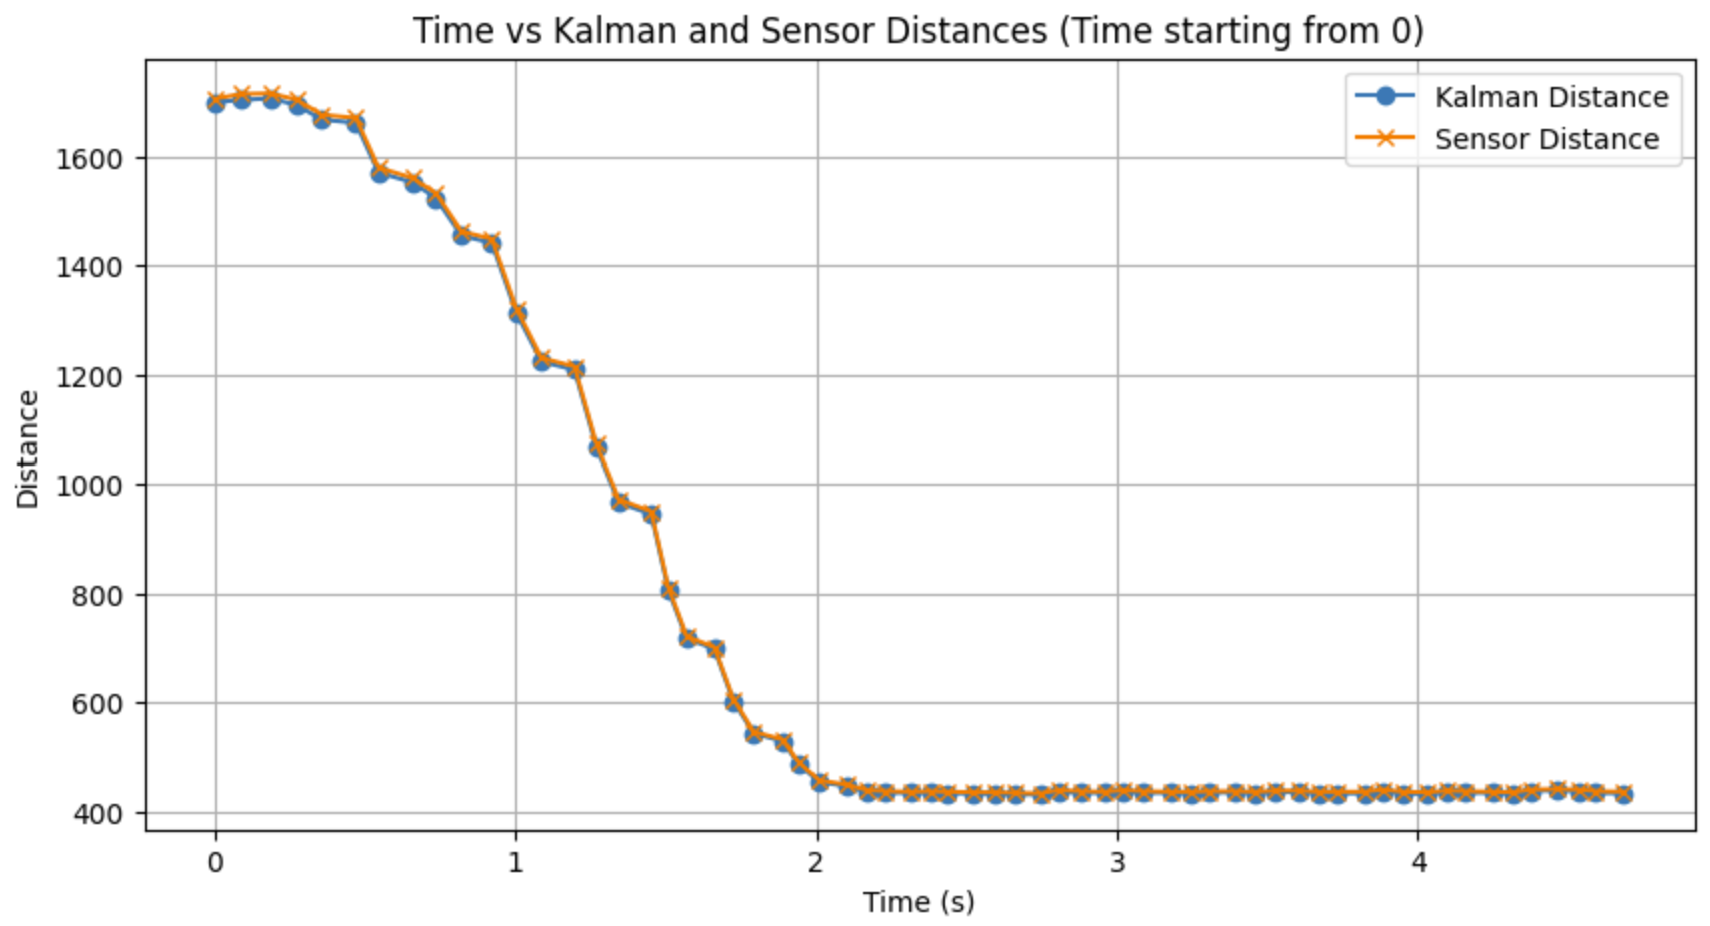 Time vs Kalman and Sensor Distances (Time starting from 0)
Kalman Distance
Sensor Distance
1600
1400
1200
1000
800
600
400
Distance
0 1 2 3 4
Time (s)